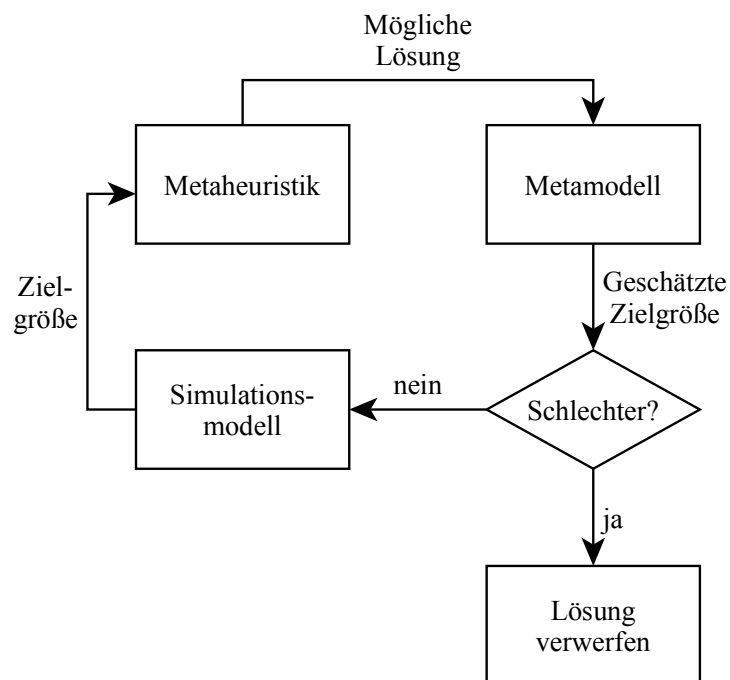 Mögliche
Lösung
Metaheuristik
Metamodell
Ziel-
größe
Geschätzte
Zielgröße
Simulations-
modell
nein
Schlechter?
ja
Lösung
verwerfen